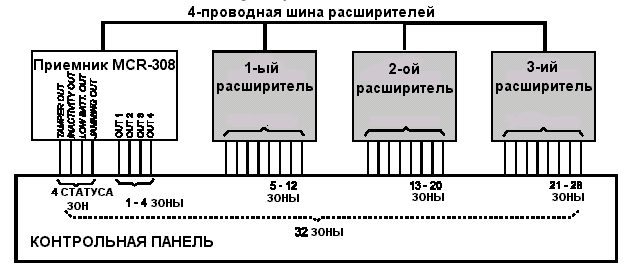 4-проводная шина расширителей
Приемник MCR-308
TAMPER OUT
INACTIVITY OUT
LOW BATT. OUT
JAMMING OUT
OUT 1
OUT 2
OUT 3
OUT 4
1-ый
расширитель
2-ой
расширитель
3-ий
расширитель
4 СТАТУСА
ЗОН
1 - 4 ЗОНЫ
5 - 12
ЗОНЫ
13 - 20
ЗОНЫ
21 - 28
ЗОНЫ
32 ЗОНЫ
КОНТРОЛЬНАЯ ПАНЕЛЬ